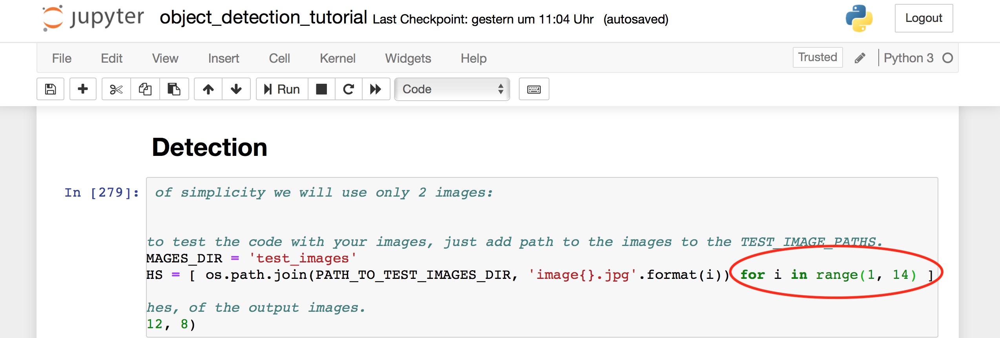 jupyter object_detection_tutorial Last Checkpoint: gestern um 11:04 Uhr (autosaved) Logout
File Edit View Insert Cell Kernel Widgets Help Trusted Python 3
Run Code
Detection
In [279]: of simplicity we will use only 2 images:
to test the code with your images, just add path to the images to the TEST_IMAGE_PATHS.
MAGES_DIR = 'test_images'
HS = [ os.path.join(PATH_TO_TEST_IMAGES_DIR, 'image{}.jpg'.format(i)) for i in range(1, 14) ]
hes, of the output images.
12, 8)